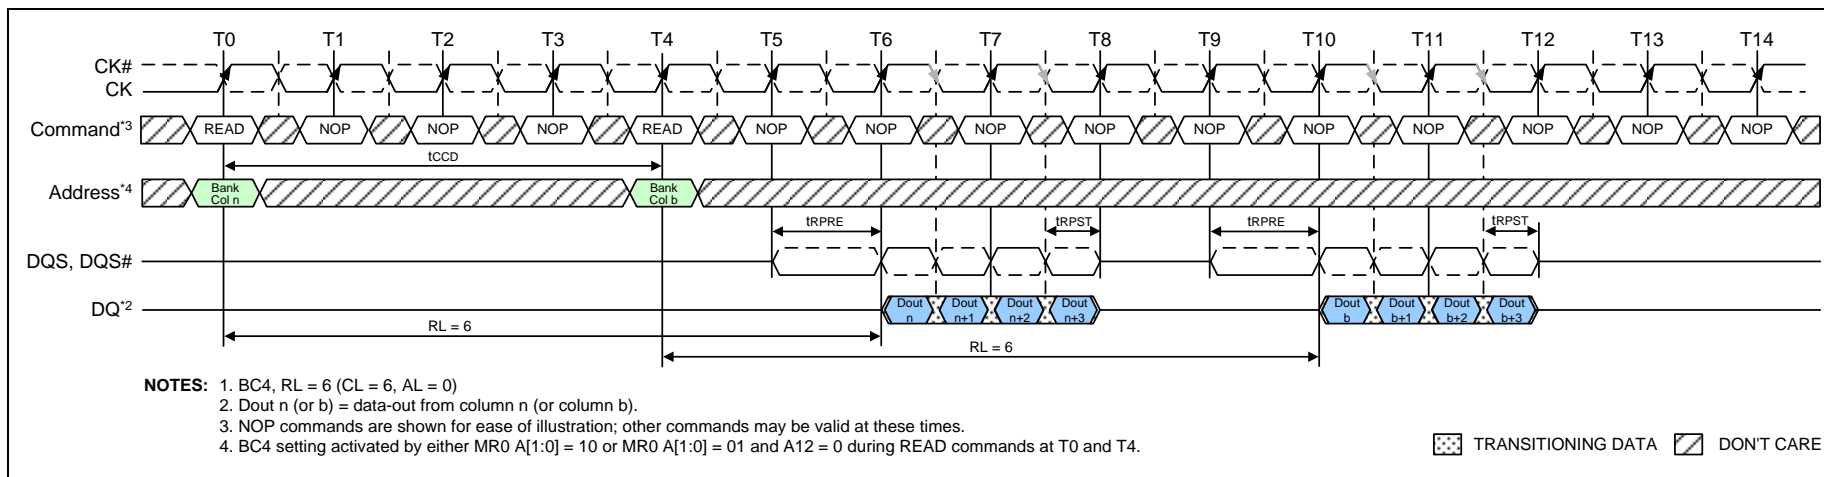 T0 T1 T2 T3 T4 T5 T6 T7 T8 T9 T10 T11 T12 T13 T14
CK#
CK
Command*3 READ NOP NOP NOP READ NOP NOP NOP NOP NOP NOP NOP NOP NOP NOP
tCCD
Address*4 Bank Col n Bank Col b
tRPRE tRPST tRPRE tRPST
DQS, DQS#
DQ*2 Dout n Dout n+1 Dout n+2 Dout n+3 Dout b Dout b+1 Dout b+2 Dout b+3
RL = 6
RL = 6
NOTES: 1. BC4, RL = 6 (CL = 6, AL = 0)
2. Dout n (or b) = data-out from column n (or column b).
3. NOP commands are shown for ease of illustration; other commands may be valid at these times.
4. BC4 setting activated by either MR0 A[1:0] = 10 or MR0 A[1:0] = 01 and A12 = 0 during READ commands at T0 and T4.
TRANSITIONING DATA DON'T CARE